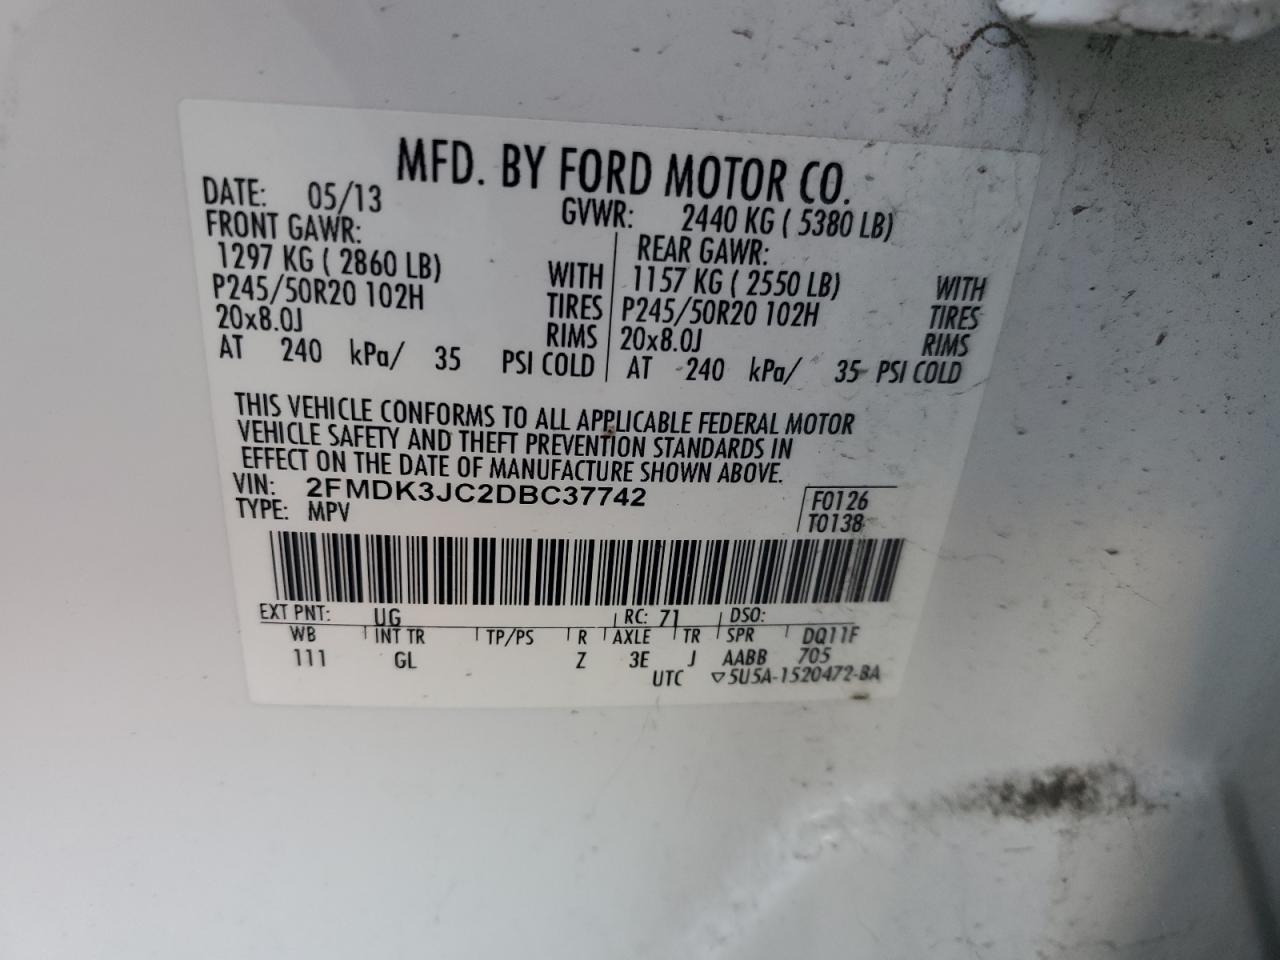 MFD. BY FORD MOTOR CO.
DATE: 05/13 GVWR: 2440 KG ( 5380 LB)
FRONT GAWR: REAR GAWR:
1297 KG ( 2860 LB) WITH 1157 KG ( 2550 LB) WITH
P245/50R20 102H TIRES P245/50R20 102H TIRES
20x8.0J RIMS 20x8.0J RIMS
AT 240 kPa/ 35 PSI COLD AT 240 kPa/ 35 PSI COLD
THIS VEHICLE CONFORMS TO ALL APPLICABLE FEDERAL MOTOR
VEHICLE SAFETY AND THEFT PREVENTION STANDARDS IN
EFFECT ON THE DATE OF MANUFACTURE SHOWN ABOVE.
VIN: 2FMDK3JC2DBC37742 F0126
TYPE: MPV T0138
EXT PNT: UG RC: 71 DSO:
WB INT TR TP/PS R AXLE TR SPR DQ11F
111 GL Z 3E J AABB 705
UTC ▽5U5A-1520472-BA